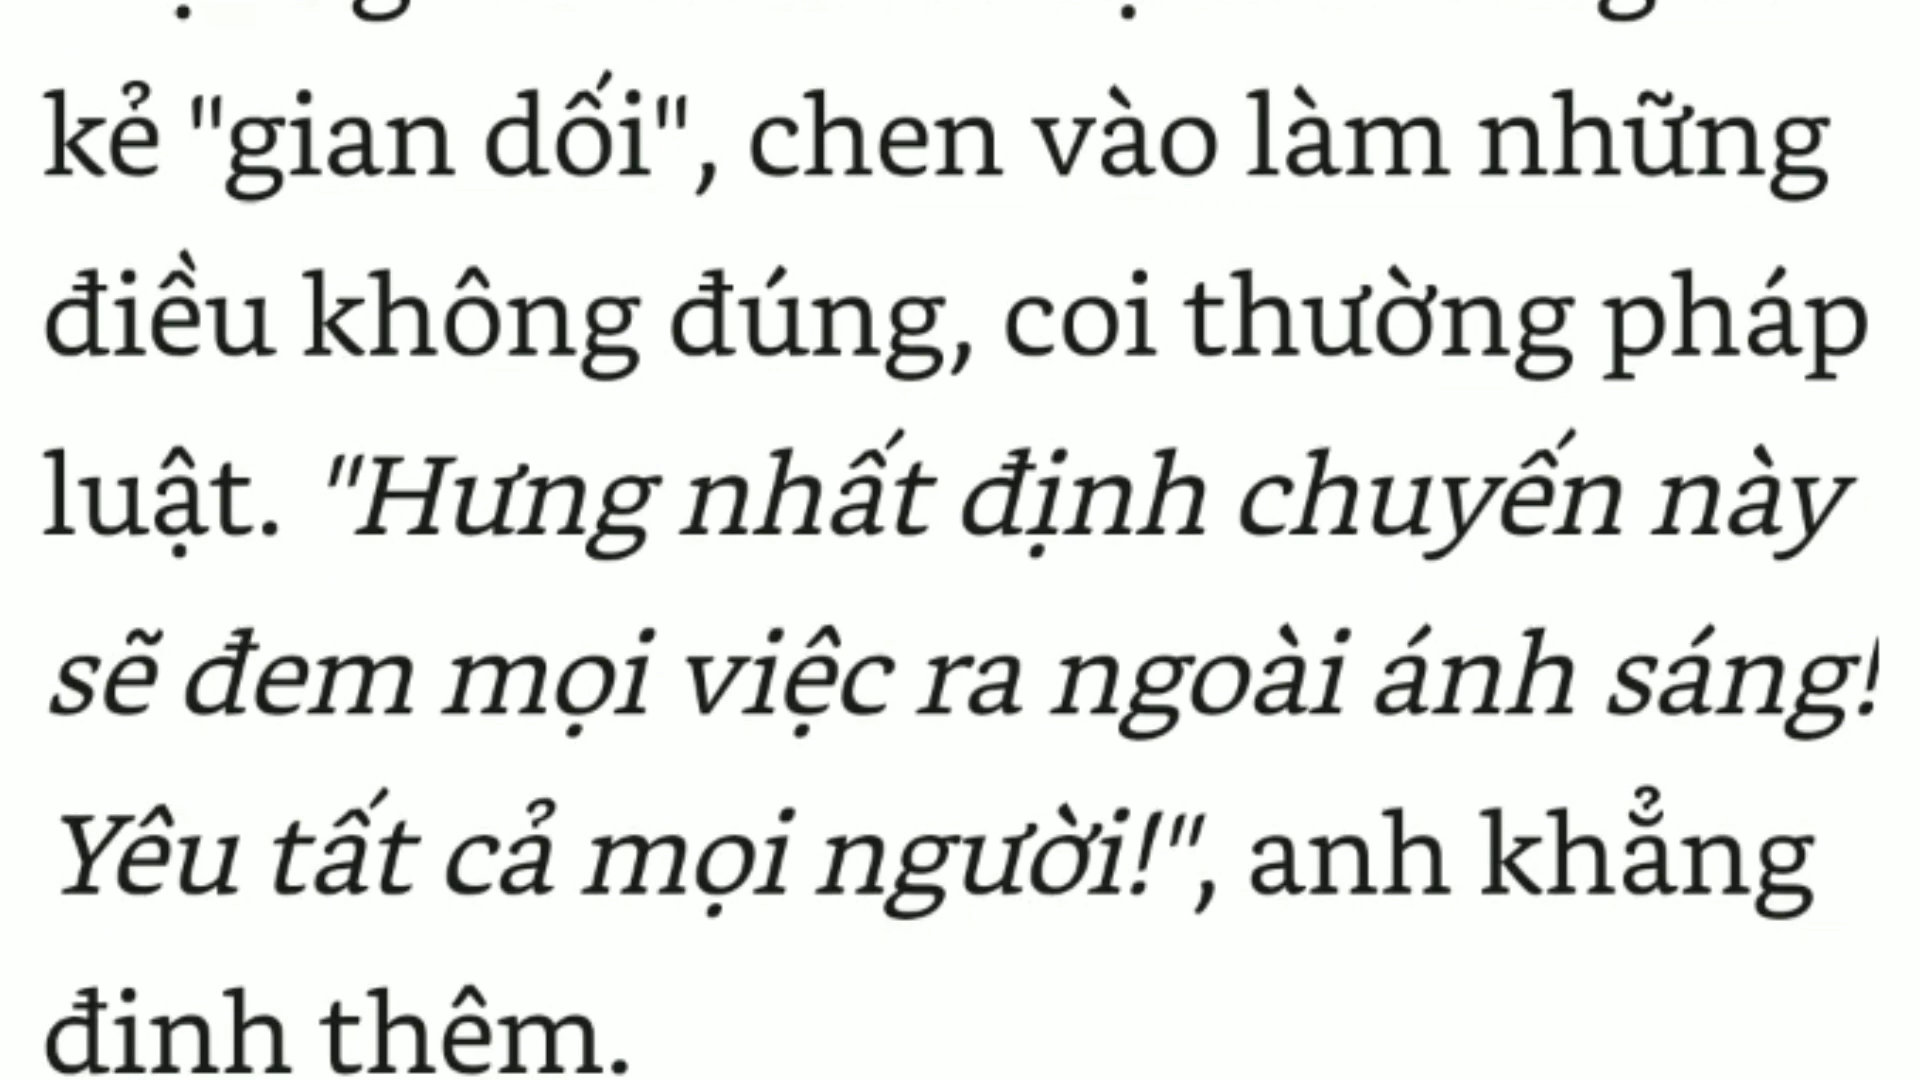 kẻ "gian dối", chen vào làm những
điều không đúng, coi thường pháp
luật. "Hưng nhất định chuyến này
sẽ đem mọi việc ra ngoài ánh sáng!
Yêu tất cả mọi người!", anh khẳng
định thêm.